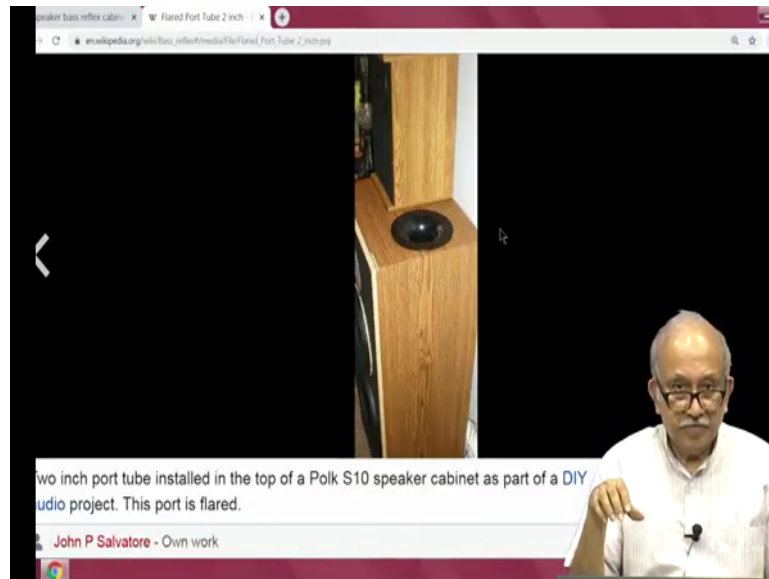 peaker bass reflex cabin
W Flared Port Tube 2 inch -
en.wikipedia.org/wiki/Bass_reflex#/media/File:Flared_Port_Tube_2_inch.jpg
wo inch port tube installed in the top of a Polk S10 speaker cabinet as part of a DIY
udio project. This port is flared.
John P Salvatore - Own work